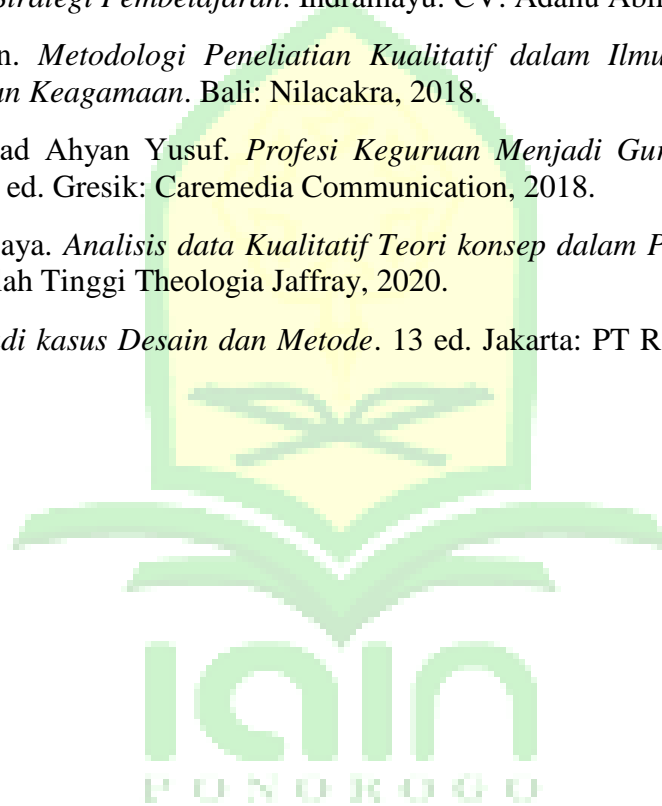 Strategi Pembelajaran. Indramayu: CV. Adanu Abi
n. Metodologi Peneliatian Kualitatif dalam Ilmu
un Keagamaan. Bali: Nilacakra, 2018.
ad Ahyan Yusuf. Profesi Keguruan Menjadi Gur
ed. Gresik: Caremedia Communication, 2018.
aya. Analisis data Kualitatif Teori konsep dalam P
lah Tinggi Theologia Jaffray, 2020.
di kasus Desain dan Metode. 13 ed. Jakarta: PT R
iain
PONOROGO